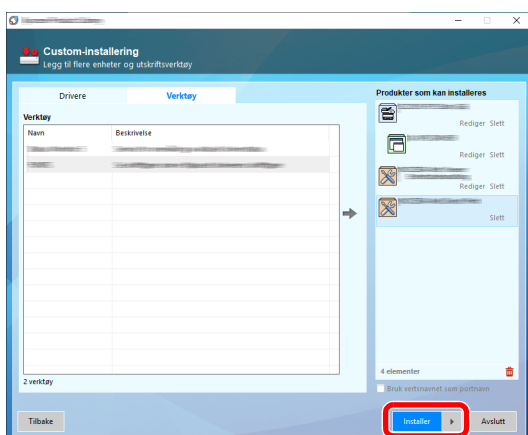 Custom-installering
Legg til flere enheter og utskriftsverktøy
Drivere
Verktøy
Verktøy
Navn
Beskrivelse
2 verktøy
Produkter som kan installeres
Rediger Slett
Rediger Slett
Rediger Slett
Slett
4 elementer
Bruk vertsnavnet som portnavn
Tilbake
Installer
Avslutt